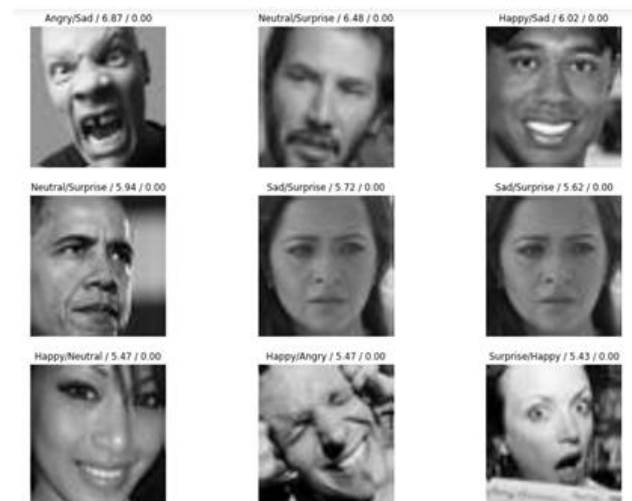 Angry/Sad / 6.87 / 0.00
Neutral/Surprise / 6.48 / 0.00
Happy/Sad / 6.02 / 0.00
Neutral/Surprise / 5.94 / 0.00
Sad/Surprise / 5.72 / 0.00
Sad/Surprise / 5.62 / 0.00
Happy/Neutral / 5.47 / 0.00
Happy/Angry / 5.47 / 0.00
Surprise/Happy / 5.43 / 0.00